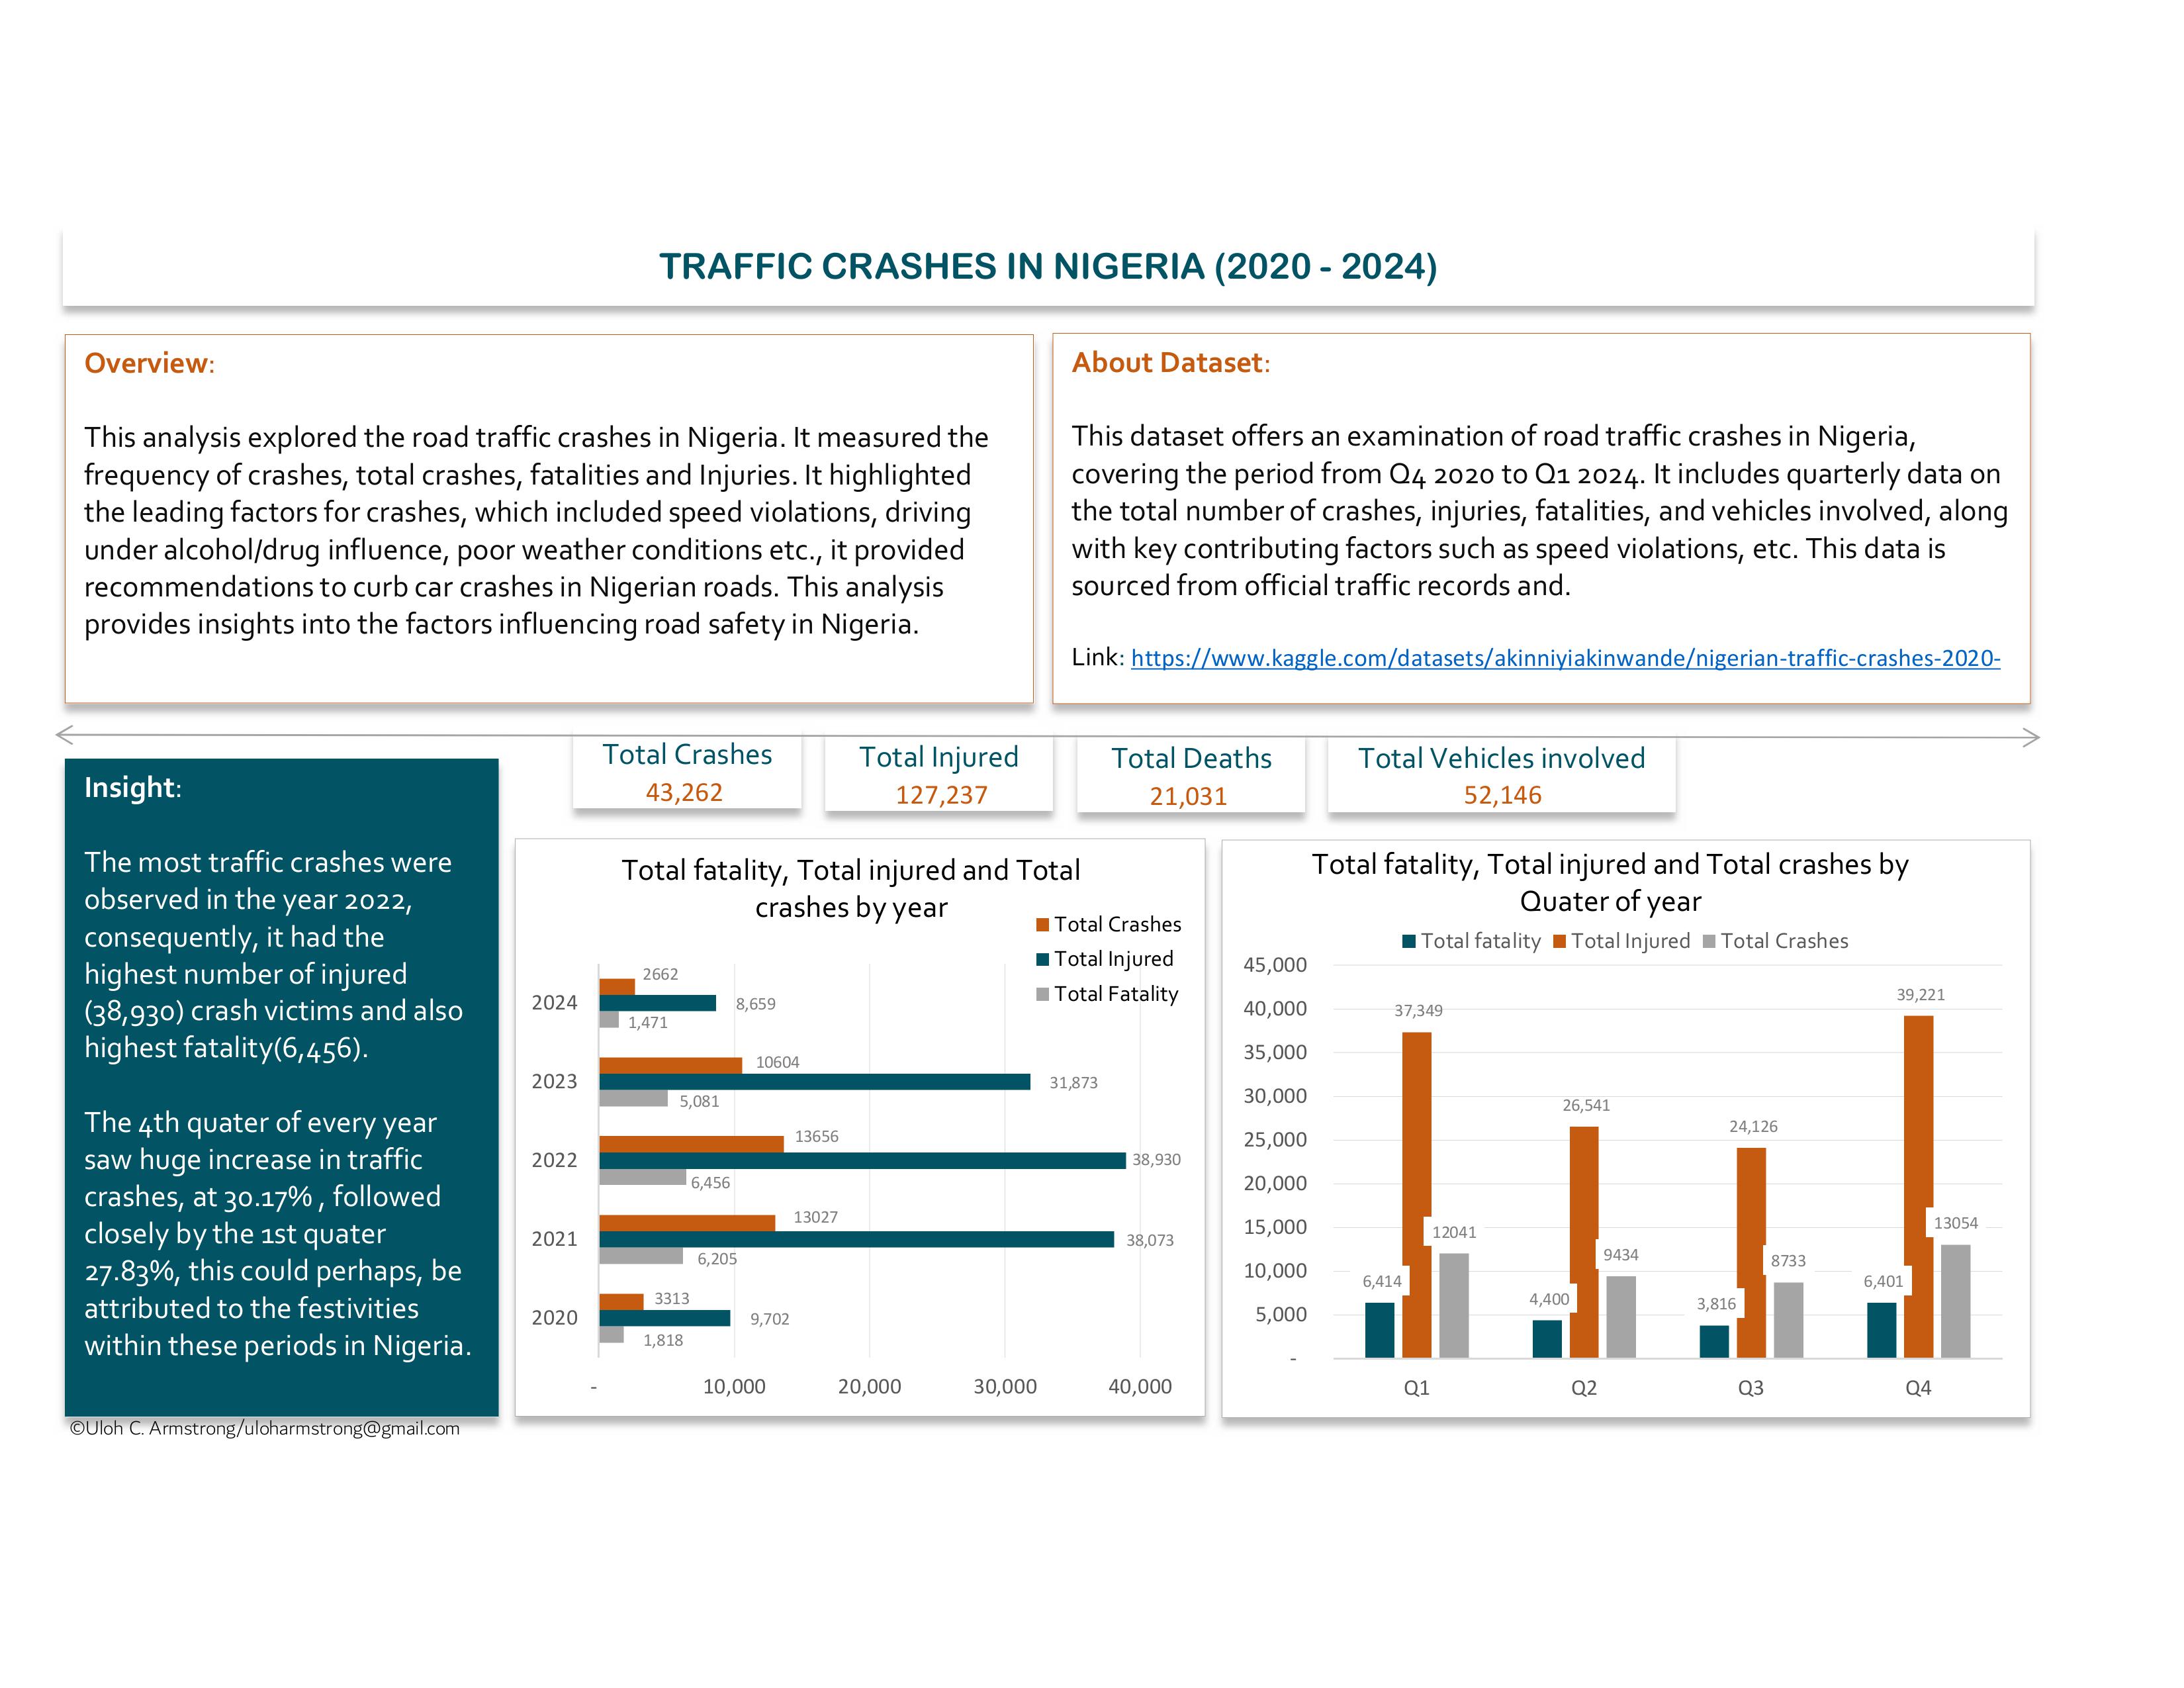 TRAFFIC CRASHES IN NIGERIA (2020 - 2024)
Overview:
This analysis explored the road traffic crashes in Nigeria. It measured the
frequency of crashes, total crashes, fatalities and Injuries. It highlighted
the leading factors for crashes, which included speed violations, driving
under alcohol/drug influence, poor weather conditions etc., it provided
recommendations to curb car crashes in Nigerian roads. This analysis
provides insights into the factors influencing road safety in Nigeria.
About Dataset:
This dataset offers an examination of road traffic crashes in Nigeria,
covering the period from Q4 2020 to Q1 2024. It includes quarterly data on
the total number of crashes, injuries, fatalities, and vehicles involved, along
with key contributing factors such as speed violations, etc. This data is
sourced from official traffic records and.
Link: https://www.kaggle.com/datasets/akinniyiakinwande/nigerian-traffic-crashes-2020-
Total Crashes
43,262
Total Injured
127,237
Total Deaths
21,031
Total Vehicles involved
52,146
Insight:
The most traffic crashes were
observed in the year 2022,
consequently, it had the
highest number of injured
(38,930) crash victims and also
highest fatality(6,456).
The 4th quater of every year
saw huge increase in traffic
crashes, at 30.17% , followed
closely by the 1st quater
27.83%, this could perhaps, be
attributed to the festivities
within these periods in Nigeria.
©Uloh C. Armstrong/uloharmstrong@gmail.com
Total fatality, Total injured and Total
crashes by year
Total Crashes
Total Injured
Total Fatality
2024
2662
8,659
1,471
2023
10604
31,873
5,081
2022
13656
38,930
6,456
2021
13027
38,073
6,205
2020
3313
9,702
1,818
- 10,000 20,000 30,000 40,000
Total fatality, Total injured and Total crashes by
Quater of year
Total fatality Total Injured Total Crashes
45,000
40,000
35,000
30,000
25,000
20,000
15,000
10,000
5,000
-
6,414
37,349
12041
4,400
26,541
9434
3,816
24,126
8733
6,401
39,221
13054
Q1 Q2 Q3 Q4